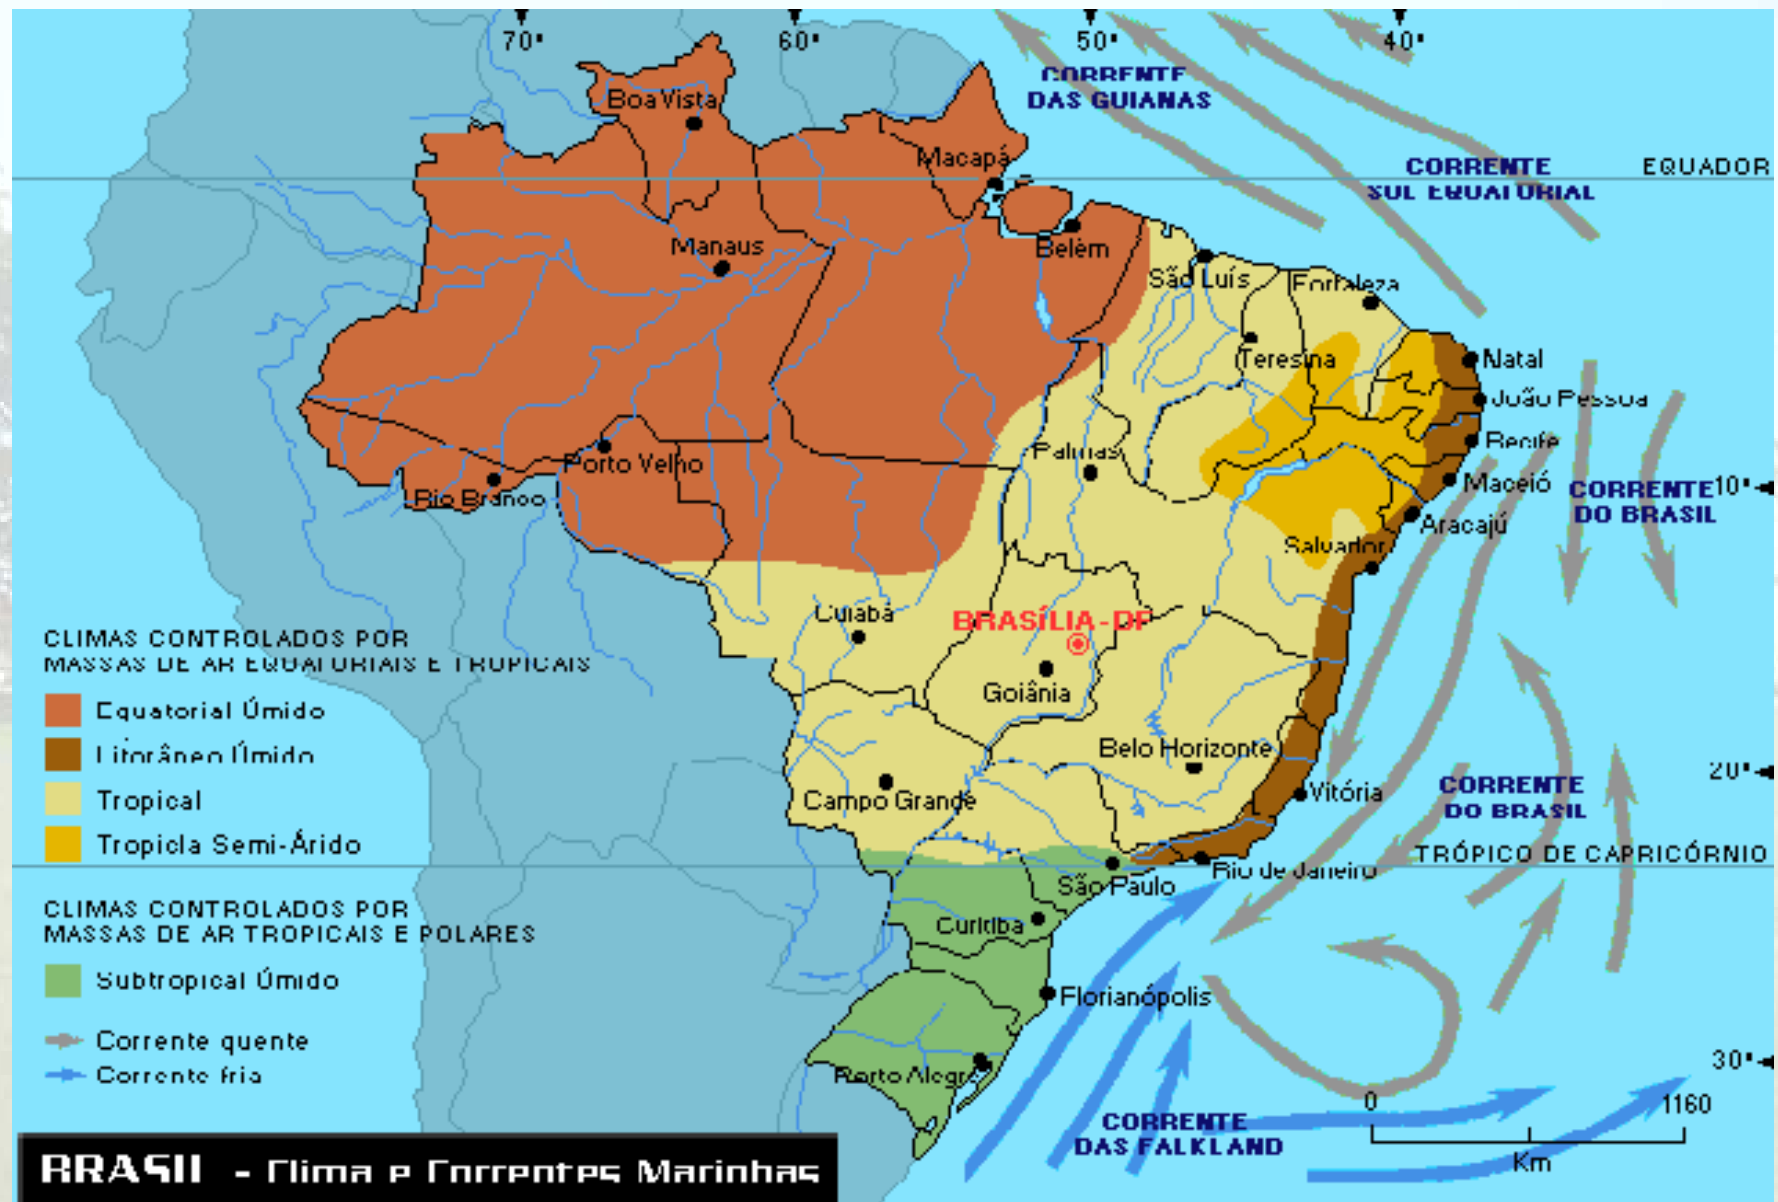 70°
60°
50°
40°
CORRENTE
DAS GUIANAS
Boa Vista
Macapá
CORRENTE
SUL EQUATORIAL
EQUADOR
Manaus
Belém
São Luís
Fortaleza
Teresina
Natal
João Pessoa
Recife
Palmas
Porto Velho
Rio Branco
Maceió
CORRENTE
DO BRASIL
10°
Aracajú
Salvador
Cuiabá
BRASÍLIA-DF
Goiânia
Belo Horizonte
Campo Grande
Vitória
20°
CORRENTE
DO BRASIL
TRÓPICO DE CAPRICÓRNIO
Rio de Janeiro
São Paulo
Curitiba
Florianópolis
Porto Alegre
30°
CORRENTE
DAS FALKLAND
0
1160
Km
CLIMAS CONTROLADOS POR
MASSAS DE AR EQUATORIAIS E TROPICAIS
Equatorial Úmido
Litorâneo Úmido
Tropical
Tropicla Semi-Árido
CLIMAS CONTROLADOS POR
MASSAS DE AR TROPICAIS E POLARES
Subtropical Úmido
Corrente quente
Corrente fria
BRASIL - Clima e Correntes Marinhas